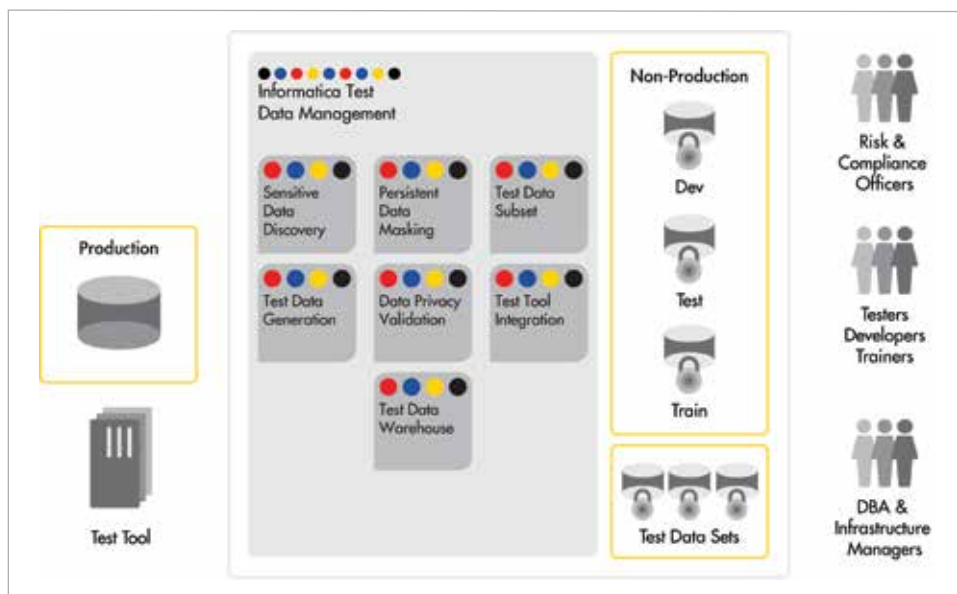 Production
Test Tool
Informatica Test
Data Management
Sensitive
Data
Discovery
Persistent
Data
Masking
Test Data
Subset
Test Data
Generation
Data Privacy
Validation
Test Tool
Integration
Test Data
Warehouse
Non-Production
Dev
Test
Train
Test Data Sets
Risk &
Compliance
Officers
Testers
Developers
Trainers
DBA &
Infrastructure
Managers